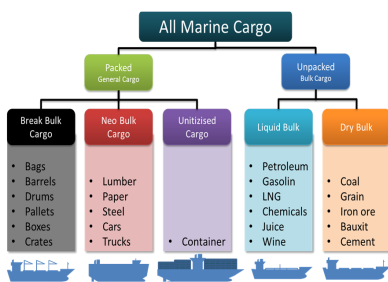 All Marine Cargo
Packed
General Cargo
Unpacked
Bulk Cargo
Break Bulk
Cargo
• Bags
• Barrels
• Drums
• Pallets
• Boxes
• Crates
Neo Bulk
Cargo
• Lumber
• Paper
• Steel
• Cars
• Trucks
Unitizised
Cargo
• Container
Liquid Bulk
• Petroleum
• Gasolin
• LNG
• Chemicals
• Juice
• Wine
Dry Bulk
• Coal
• Grain
• Iron ore
• Bauxit
• Cement